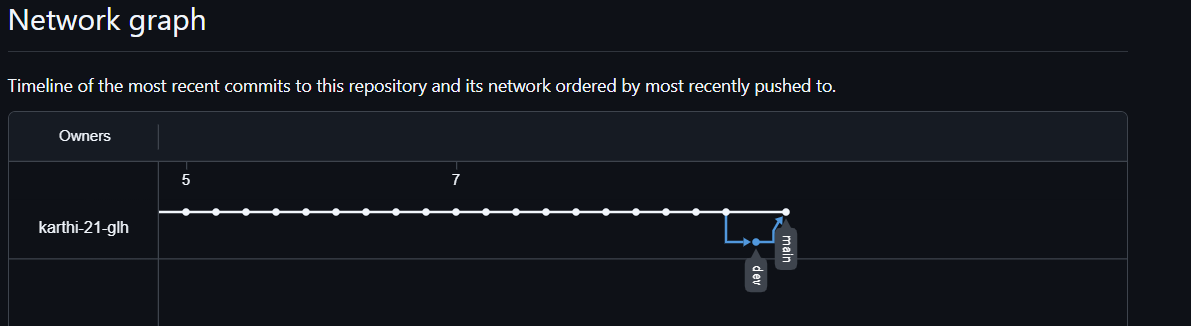 Network graph
Timeline of the most recent commits to this repository and its network ordered by most recently pushed to.
Owners
5
7
karthi-21-glh
main
dev